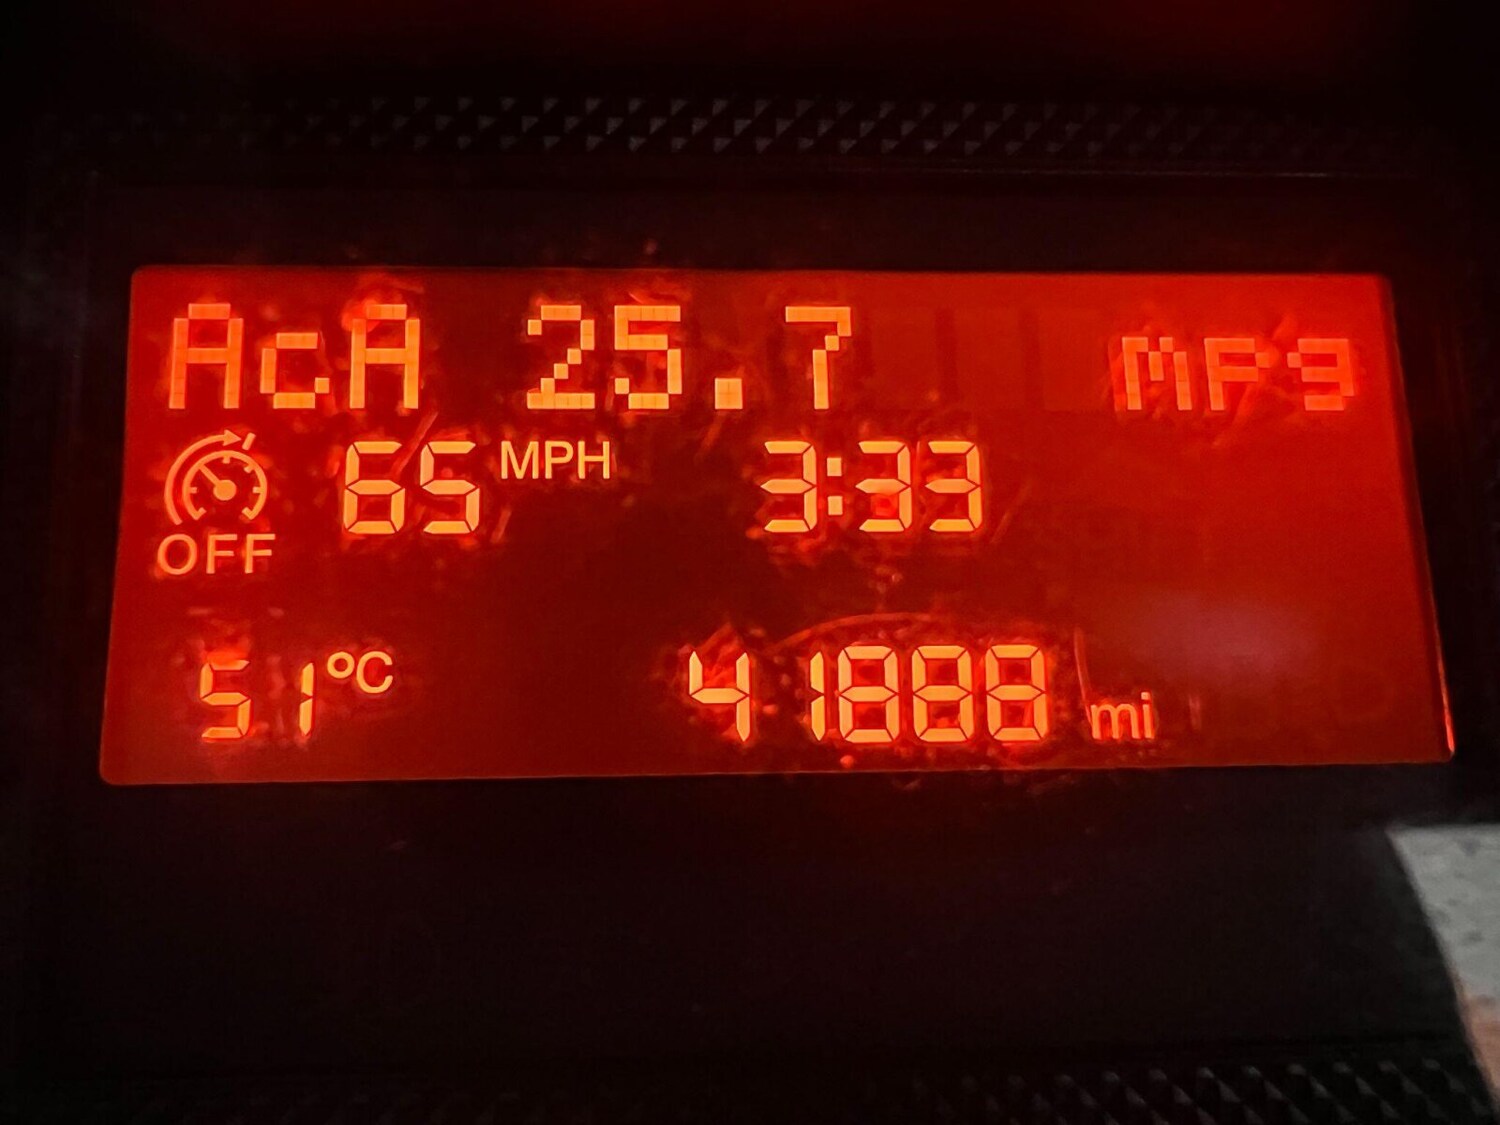 AcA 25.7 MPg
65 MPH 3:33
OFF
51°C 41888 mi